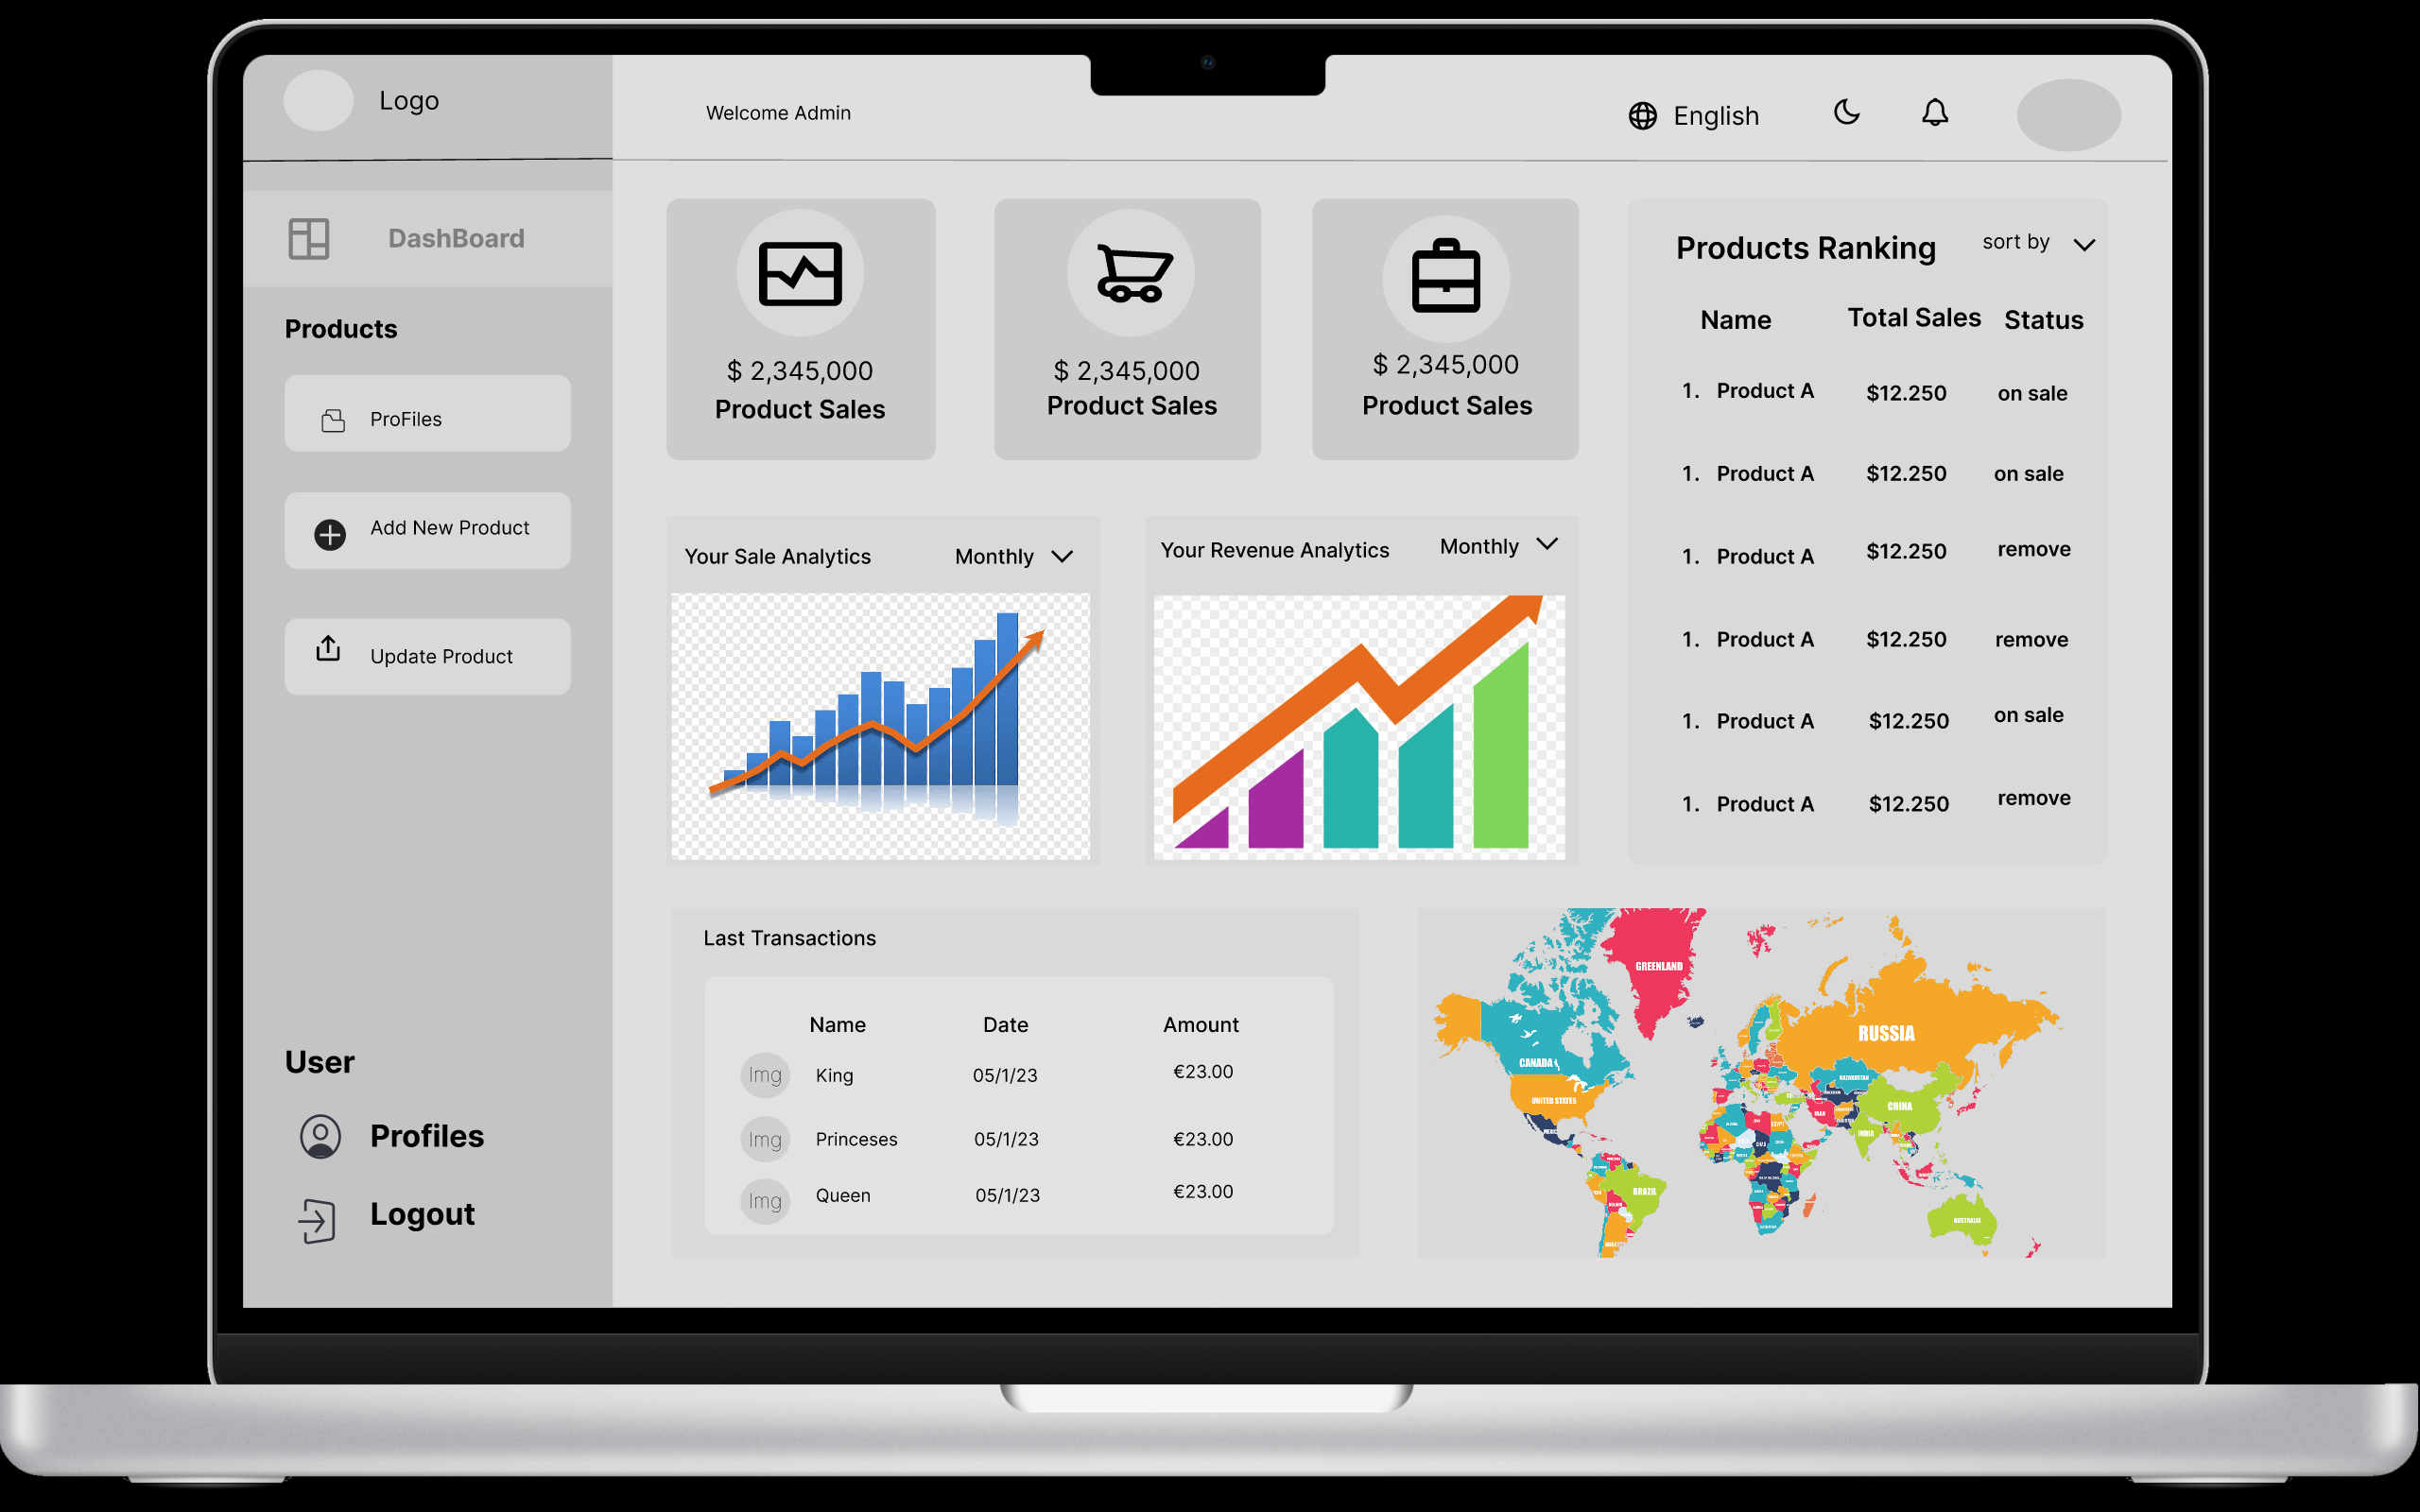 Logo
Welcome Admin
English
DashBoard
Products
ProFiles
Add New Product
Update Product
User
Profiles
Logout
$ 2,345,000
Product Sales
$ 2,345,000
Product Sales
$ 2,345,000
Product Sales
Products Ranking
sort by
Name Total Sales Status
1. Product A $12.250 on sale
1. Product A $12.250 on sale
1. Product A $12.250 remove
1. Product A $12.250 remove
1. Product A $12.250 on sale
1. Product A $12.250 remove
Your Sale Analytics
Monthly
Your Revenue Analytics
Monthly
Last Transactions
Name Date Amount
Img King 05/1/23 €23.00
Img Princeses 05/1/23 €23.00
Img Queen 05/1/23 €23.00
GREENLAND
RUSSIA
CANADA
KAZAKHSTAN
UNITED STATES
CHINA
IRAN
INDIA
BRAZIL
AUSTRALIA